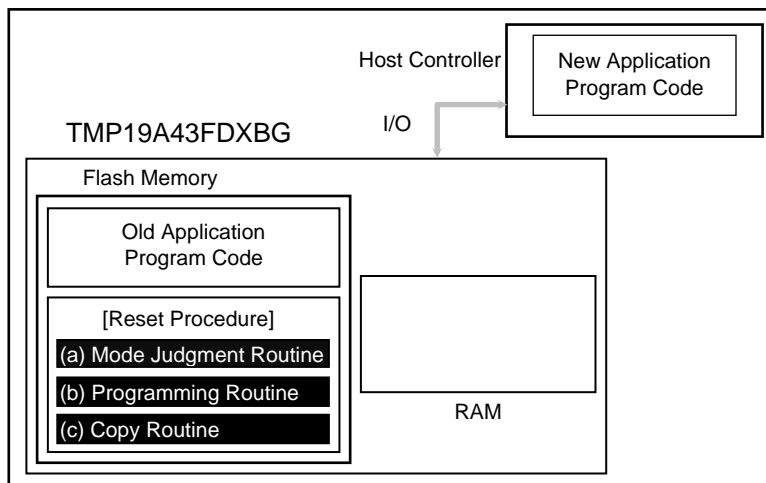 Host Controller
New Application
Program Code
I/O
TMP19A43FDXBG
Flash Memory
Old Application
Program Code
[Reset Procedure]
(a) Mode Judgment Routine
(b) Programming Routine
(c) Copy Routine
RAM